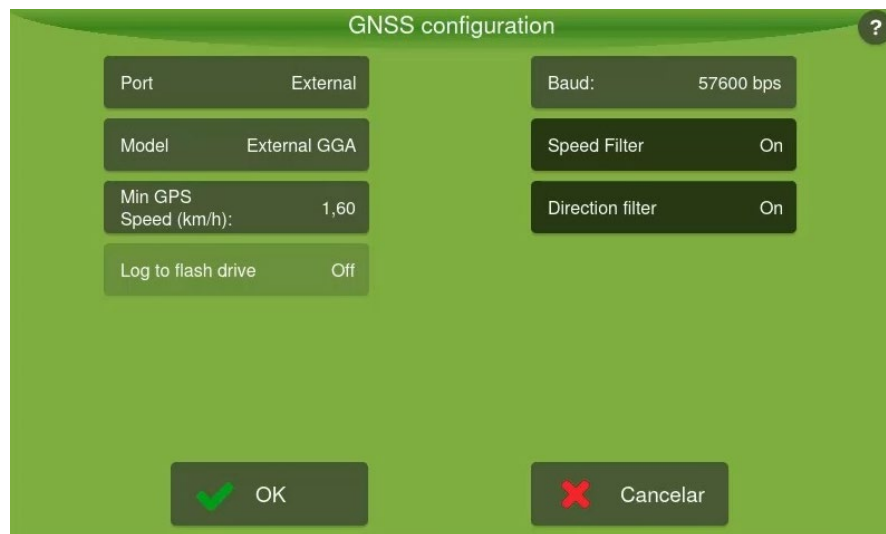 GNSS configuration
?
Port External
Baud: 57600 bps
Model External GGA
Speed Filter On
Min GPS
Speed (km/h): 1,60
Direction filter On
Log to flash drive Off
OK
Cancelar